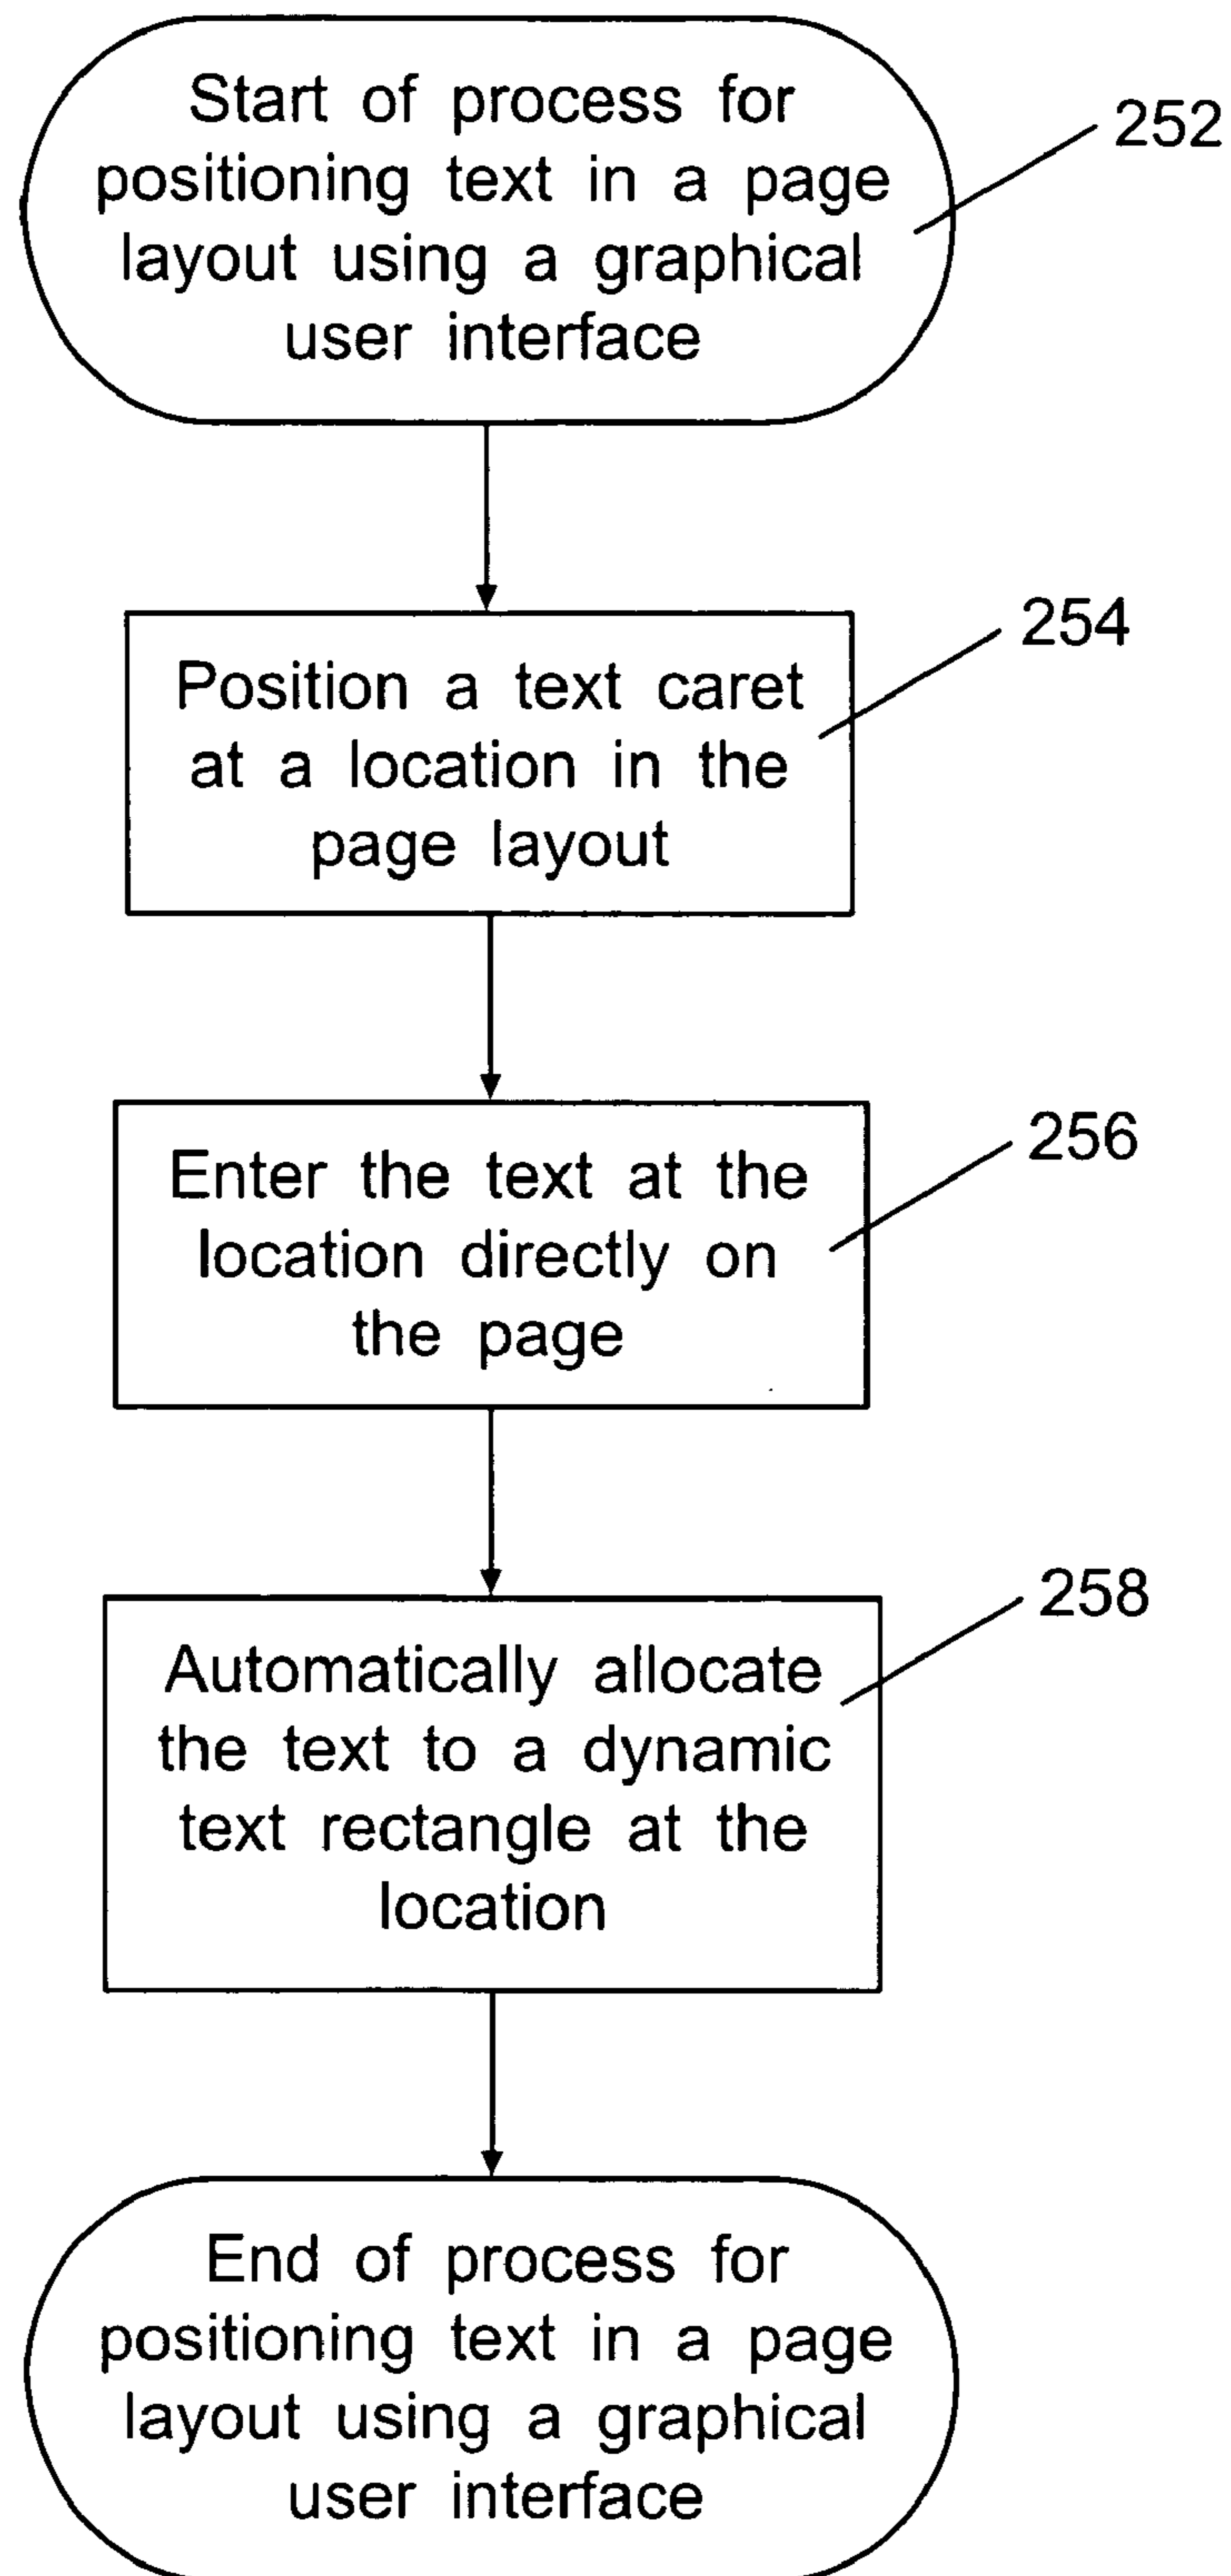 Start of process for
positioning text in a page
layout using a graphical
user interface
252
Position a text caret
at a location in the
page layout
254
Enter the text at the
location directly on
the page
256
Automatically allocate
the text to a dynamic
text rectangle at the
location
258
End of process for
positioning text in a page
layout using a graphical
user interface